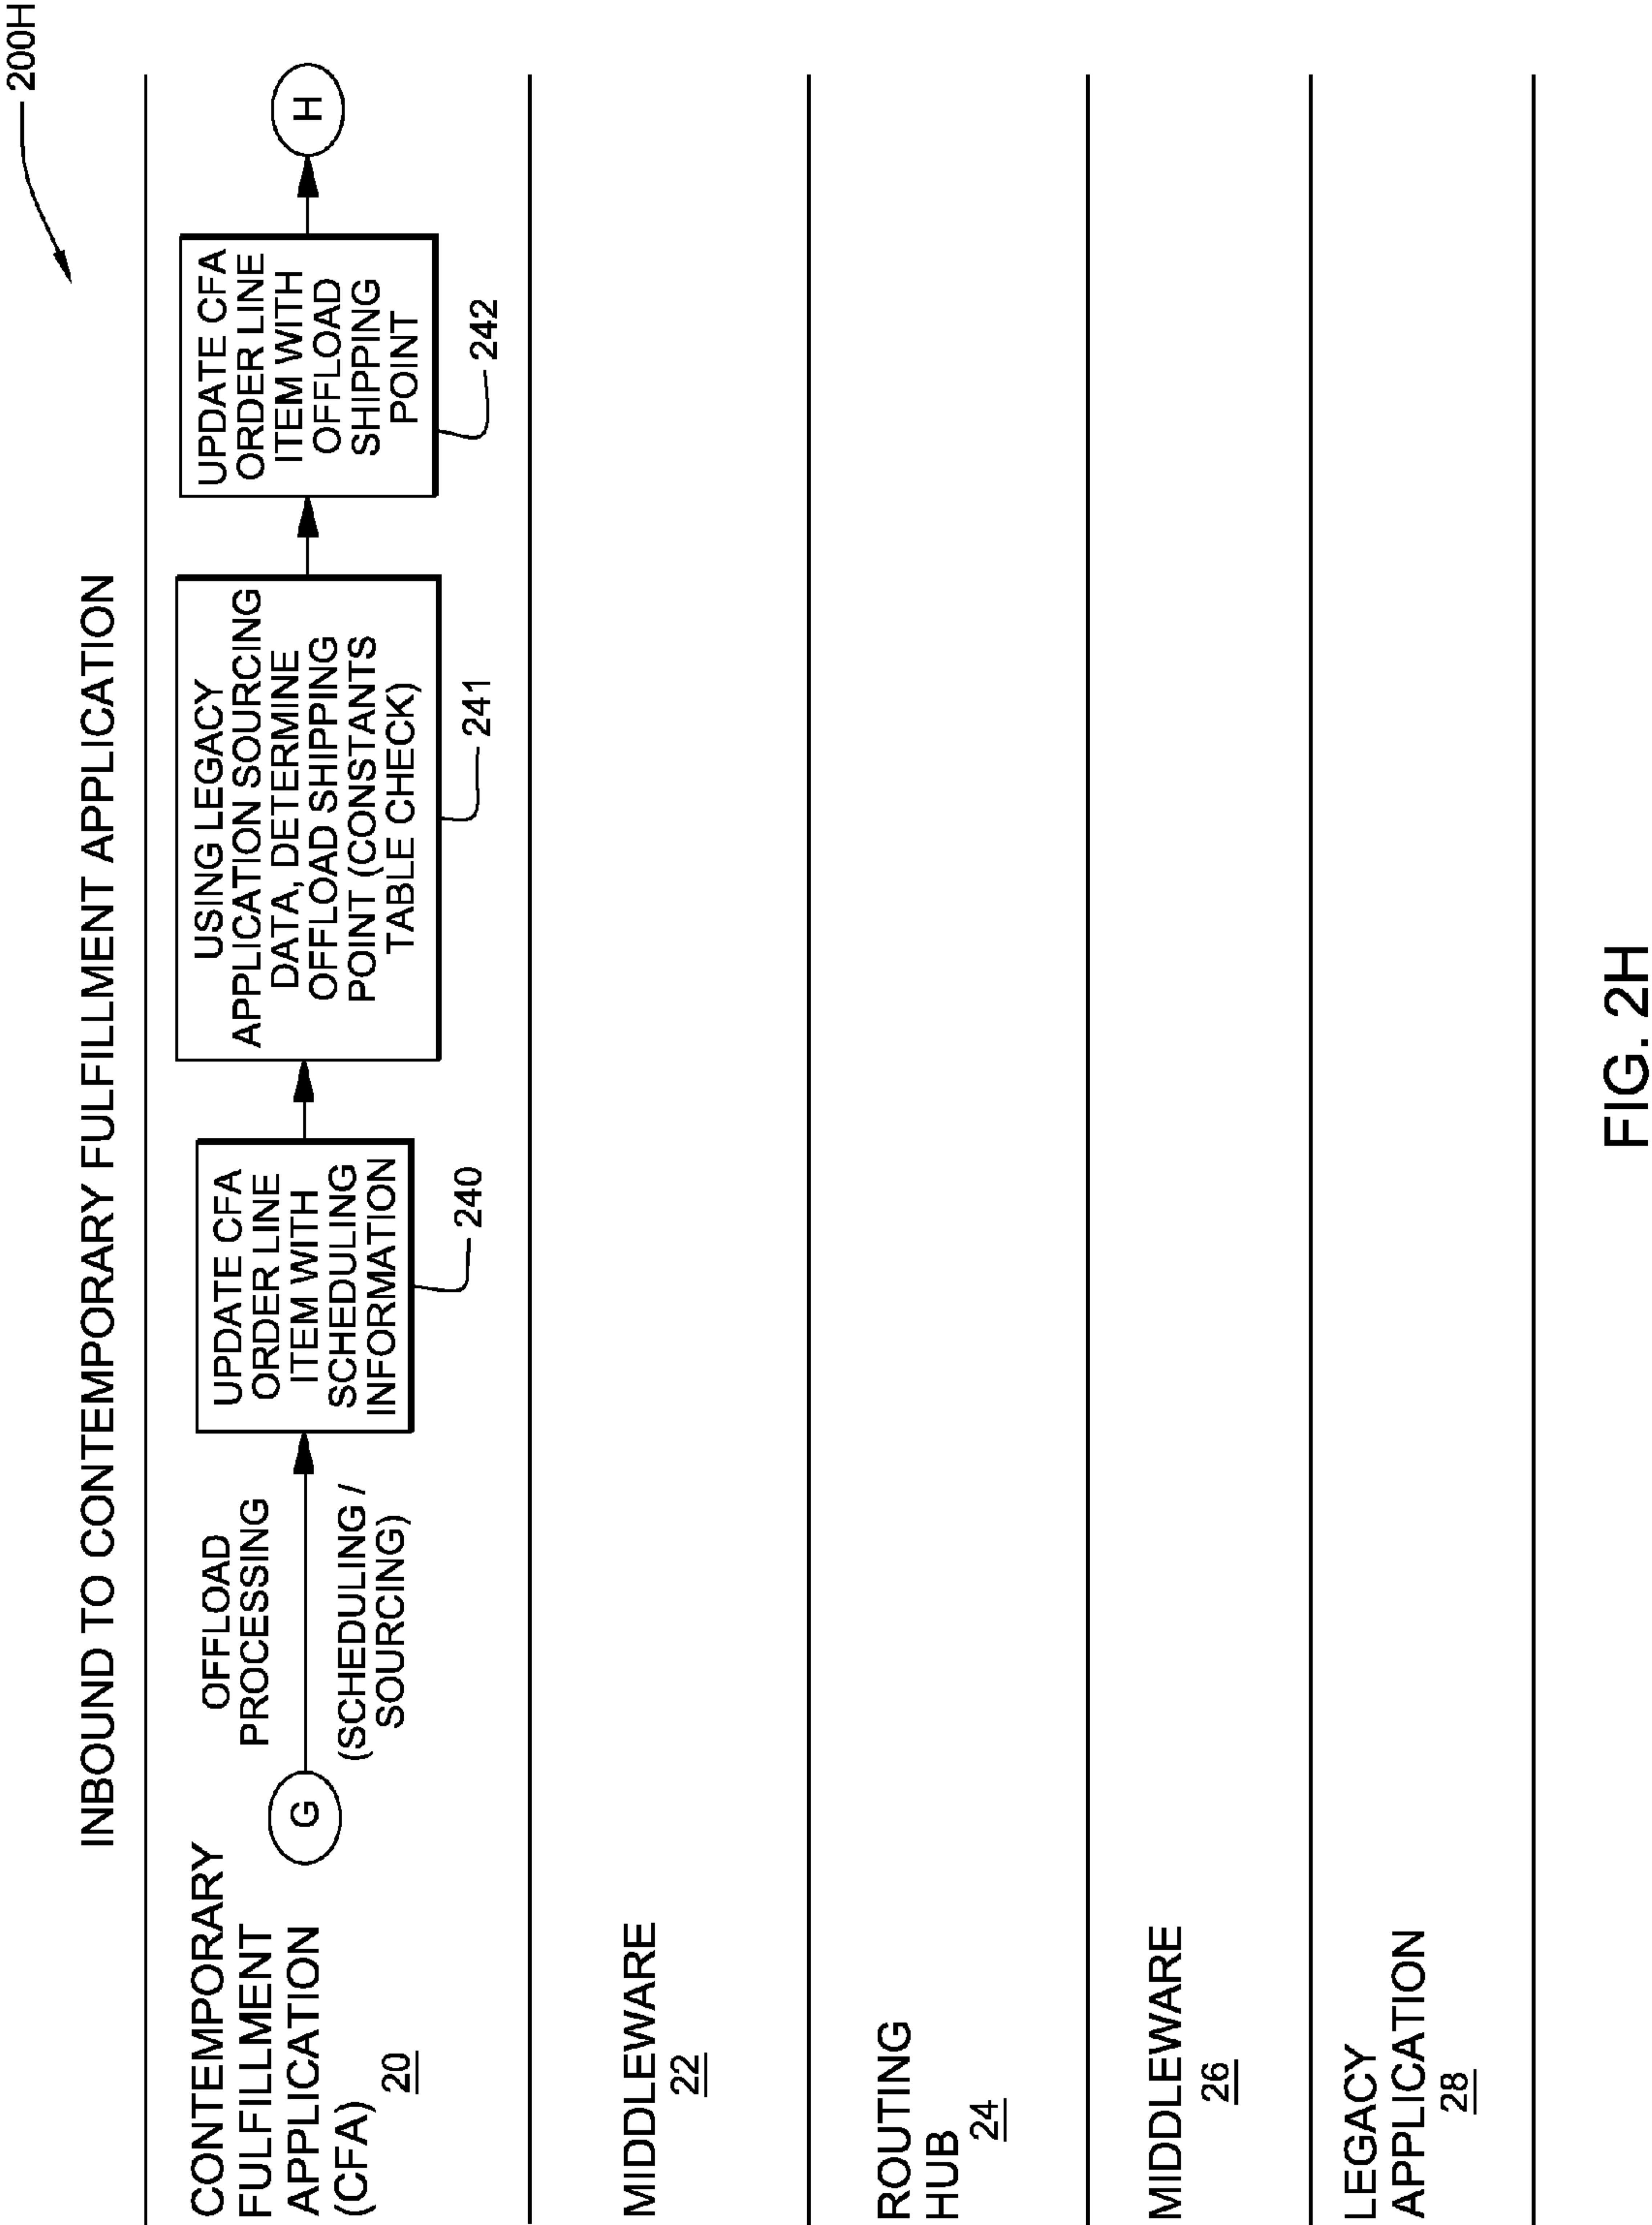 200H
INBOUND TO CONTEMPORARY FULFILLMENT APPLICATION
CONTEMPORARY
FULFILLMENT
APPLICATION
(CFA)
20
G
OFFLOAD
PROCESSING
(SCHEDULING /
SOURCING)
UPDATE CFA
ORDER LINE
ITEM WITH
SCHEDULING
INFORMATION
240
USING LEGACY
APPLICATION SOURCING
DATA, DETERMINE
OFFLOAD SHIPPING
POINT (CONSTANTS
TABLE CHECK)
241
UPDATE CFA
ORDER LINE
ITEM WITH
OFFLOAD
SHIPPING
POINT
242
H
MIDDLEWARE
22
ROUTING
HUB
24
MIDDLEWARE
26
LEGACY
APPLICATION
28
FIG. 2H